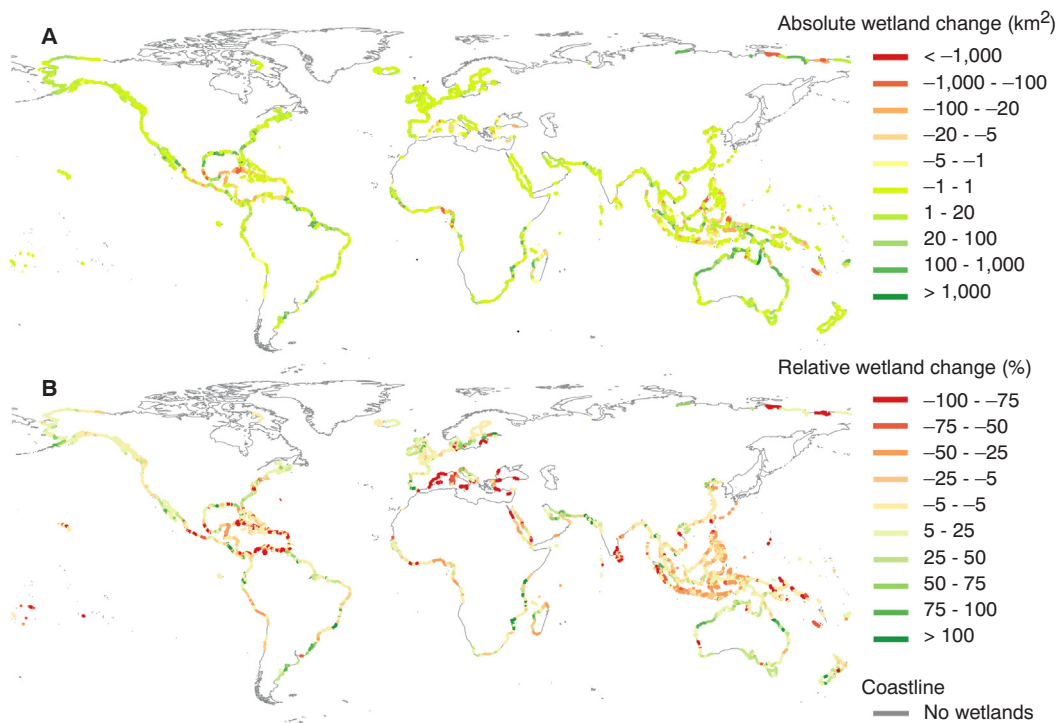 A
Absolute wetland change (km²)
< –1,000
–1,000 - –100
–100 - –20
–20 - –5
–5 - –1
–1 - 1
1 - 20
20 - 100
100 - 1,000
> 1,000
B
Relative wetland change (%)
–100 - –75
–75 - –50
–50 - –25
–25 - –5
–5 - –5
5 - 25
25 - 50
50 - 75
75 - 100
> 100
Coastline
No wetlands